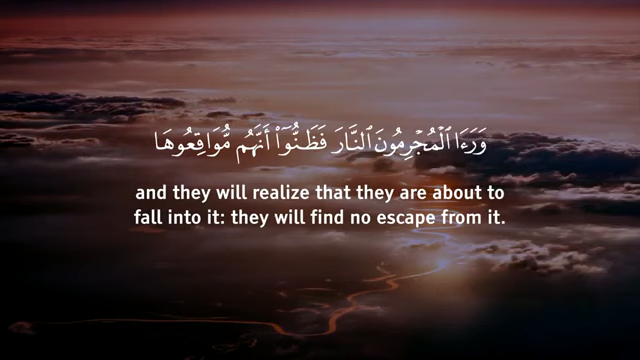 وَرَءَا ٱلْمُجْرِمُونَ ٱلنَّارَ فَظَنُّوٓا۟ أَنَّهُم مُّوَاقِعُوهَا
and they will realize that they are about to
fall into it: they will find no escape from it.